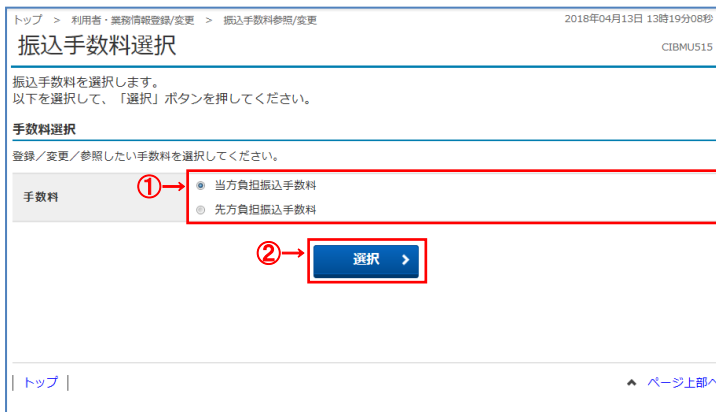 トップ > 利用者・業務情報登録/変更 > 振込手数料参照/変更
2018年04月13日 13時19分08秒
振込手数料選択
CIBMU515
振込手数料を選択します。
以下を選択して、「選択」ボタンを押してください。
手数料選択
登録／変更／参照したい手数料を選択してください。
手数料
①→
当方負担振込手数料
先方負担振込手数料
②→
選択
トップ
ページ上部へ